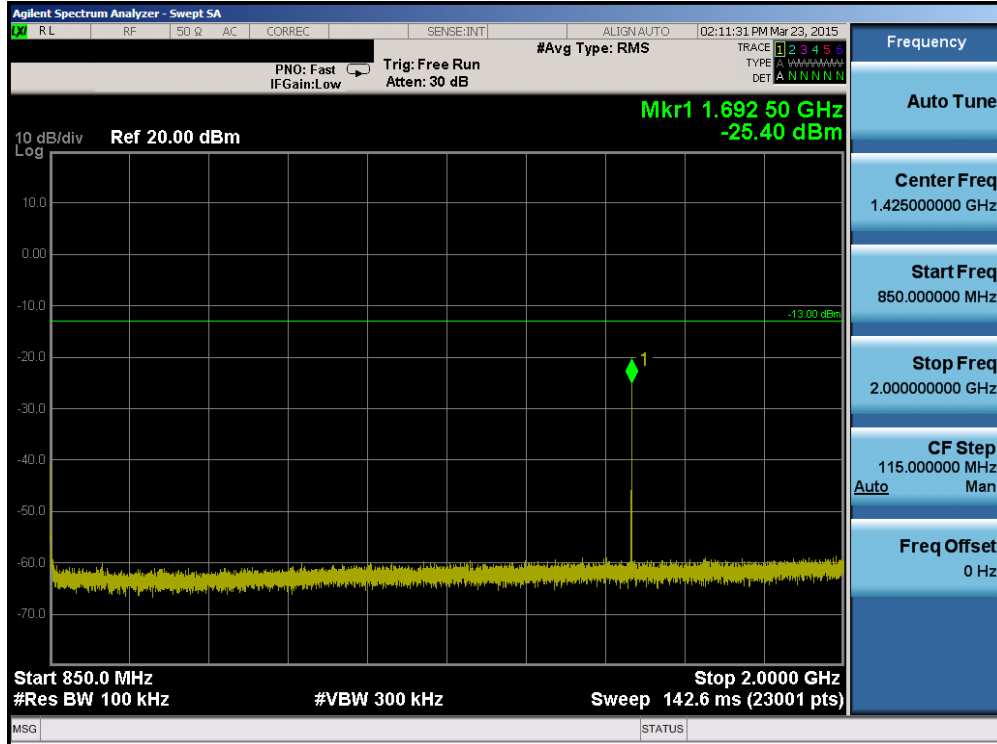 Agilent Spectrum Analyzer - Swept SA
LXI RL RF 50 Ω AC CORREC SENSE:INT ALIGN AUTO 02:11:31 PM Mar 23, 2015
#Avg Type: RMS TRACE 1 2 3 4 5 6
PNO: Fast Trig: Free Run TYPE A WWWWW
IFGain:Low Atten: 30 dB DET A N N N N N
Mkr1 1.692 50 GHz
10 dB/div Ref 20.00 dBm -25.40 dBm
Log
10.0
0.00
-10.0
-13.00 dBm
-20.0
1
-30.0
-40.0
-50.0
-60.0
-70.0
Start 850.0 MHz Stop 2.0000 GHz
#Res BW 100 kHz #VBW 300 kHz Sweep 142.6 ms (23001 pts)
MSG STATUS
Frequency
Auto Tune
Center Freq
1.425000000 GHz
Start Freq
850.000000 MHz
Stop Freq
2.000000000 GHz
CF Step
115.000000 MHz
Auto Man
Freq Offset
0 Hz